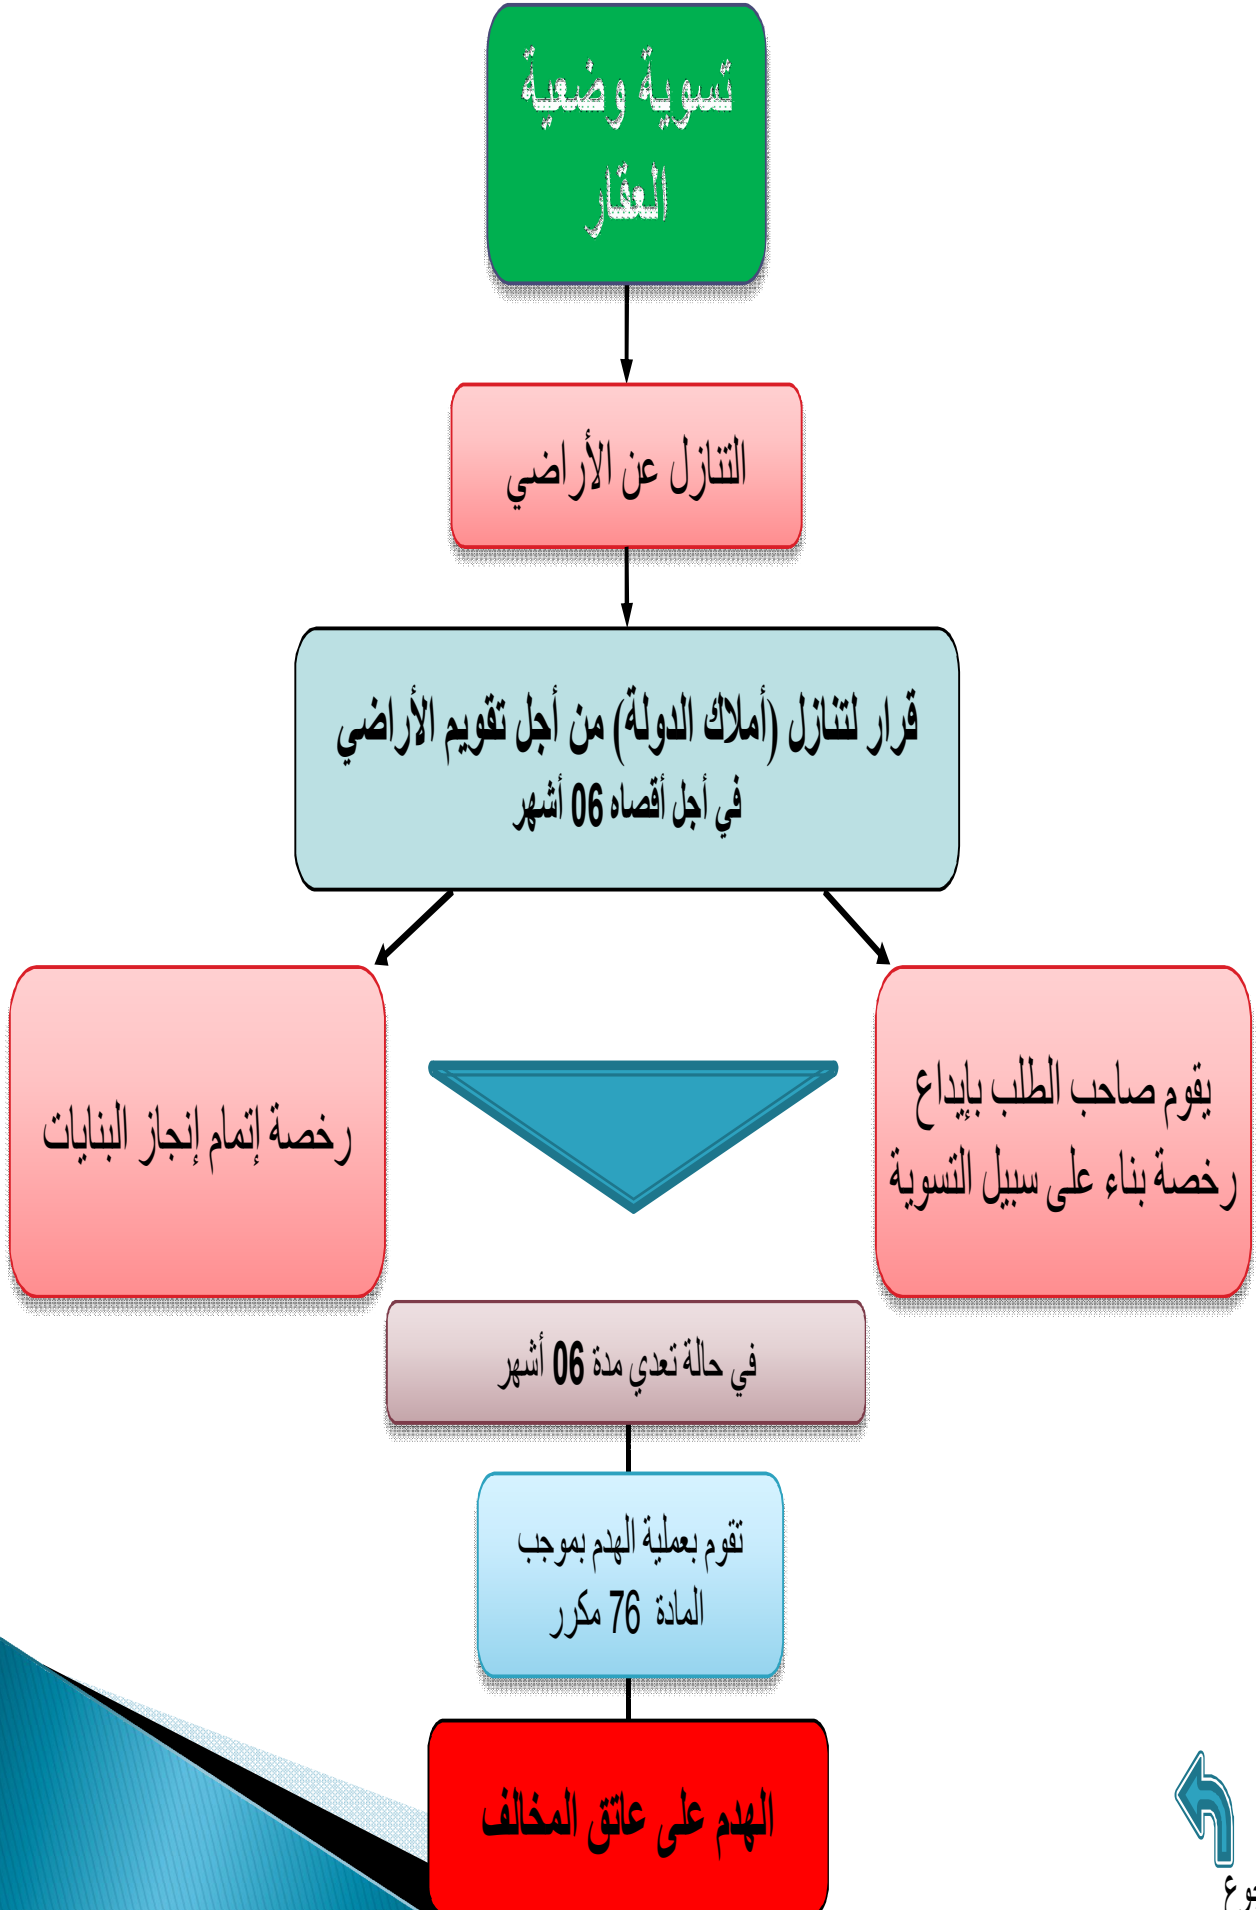 تسوية وضعية
العقار
التنازل عن الأراضي
قرار لتنازل (أملاك الدولة) من أجل تقويم الأراضي
في أجل أقصاه 06 أشهر
يقوم صاحب الطلب بإيداع
رخصة بناء على سبيل التسوية
رخصة إتمام إنجاز البنايات
في حالة تعدي مدة 06 أشهر
تقوم بعملية الهدم بموجب
المادة 76 مكرر
الهدم على عاتق المخالف